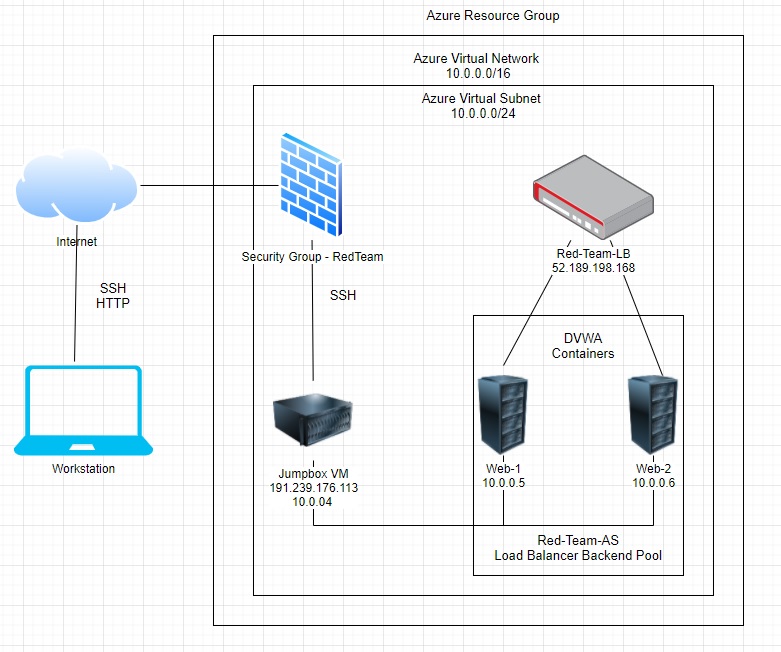 Azure Resource Group
Azure Virtual Network
10.0.0.0/16
Azure Virtual Subnet
10.0.0.0/24
Internet
Security Group - RedTeam
Red-Team-LB
52.189.198.168
SSH
HTTP
SSH
DVWA
Containers
Workstation
Jumpbox VM
191.239.176.113
10.0.04
Web-1
10.0.0.5
Web-2
10.0.0.6
Red-Team-AS
Load Balancer Backend Pool